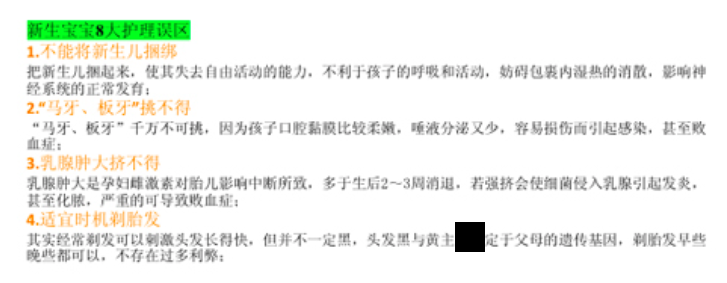 新生宝宝8大护理误区
1.不能将新生儿捆绑
把新生儿捆起来，使其失去自由活动的能力，不利于孩子的呼吸和活动，妨碍包裹内湿热的消散，影响神
经系统的正常发育；
2.“马牙、板牙”挑不得
“马牙、板牙”千万不可挑，因为孩子口腔黏膜比较柔嫩，唾液分泌又少，容易损伤而引起感染，甚至败
血症；
3.乳腺肿大挤不得
乳腺肿大是孕妇雌激素对胎儿影响中断所致，多于生后2～3周消退，若强挤会使细菌侵入乳腺引起发炎，
甚至化脓，严重的可导致败血症；
4.适宜时机剃胎发
其实经常剃发可以刺激头发长得快，但并不一定黑，头发黑与黄主 定于父母的遗传基因，剃胎发早些
晚些都可以，不存在过多利弊；